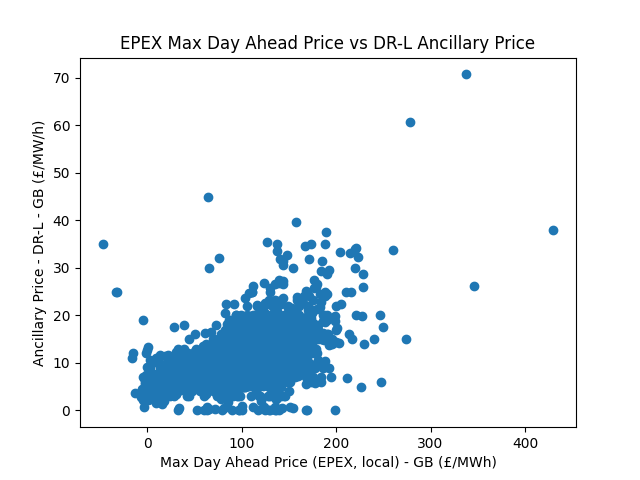 EPEX Max Day Ahead Price vs DR-L Ancillary Price
70
60
50
40
30
20
10
0
Ancillary Price - DR-L - GB (£/MW/h)
0 100 200 300 400
Max Day Ahead Price (EPEX, local) - GB (£/MWh)